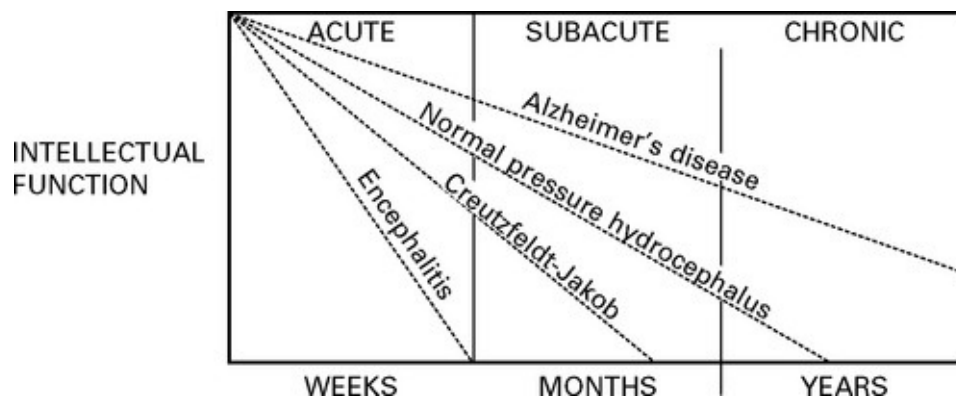 ACUTE SUBACUTE CHRONIC
INTELLECTUAL
FUNCTION
Alzheimer's disease
Normal pressure hydrocephalus
Creutzfeldt-Jakob
Encephalitis
WEEKS MONTHS YEARS